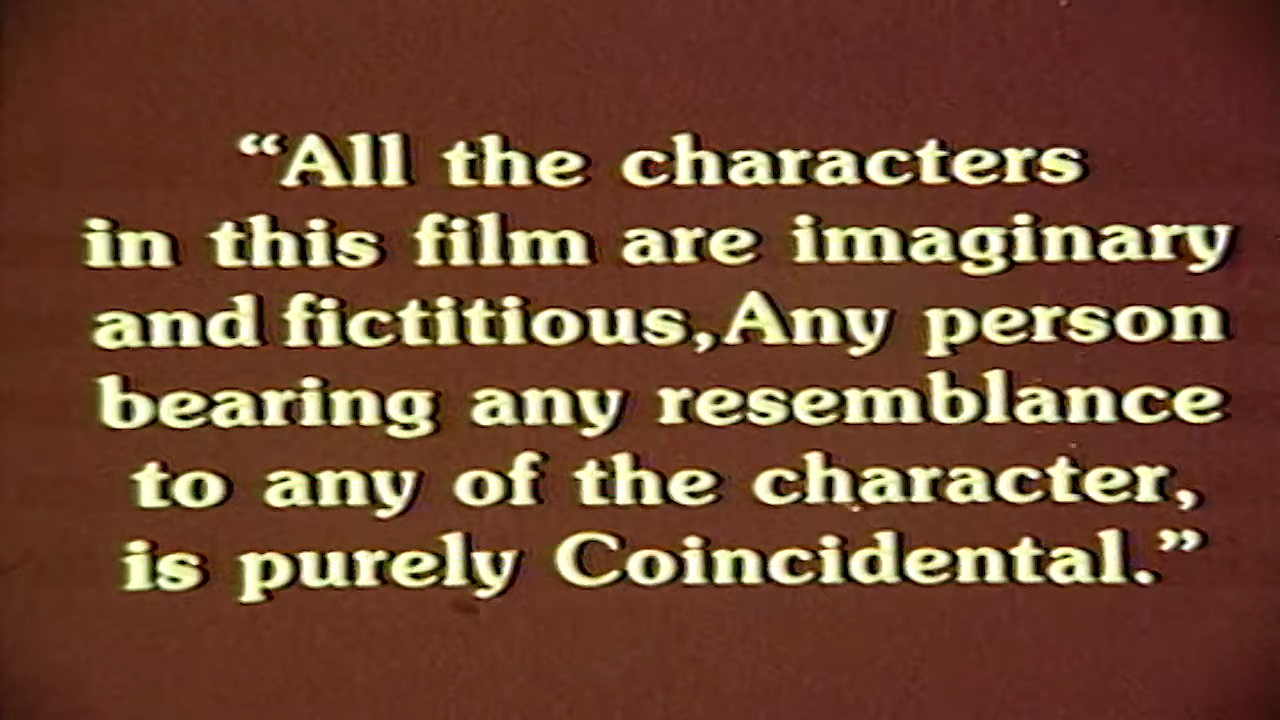 “All the characters
in this film are imaginary
and fictitious,Any person
bearing any resemblance
to any of the character,
is purely Coincidental.”